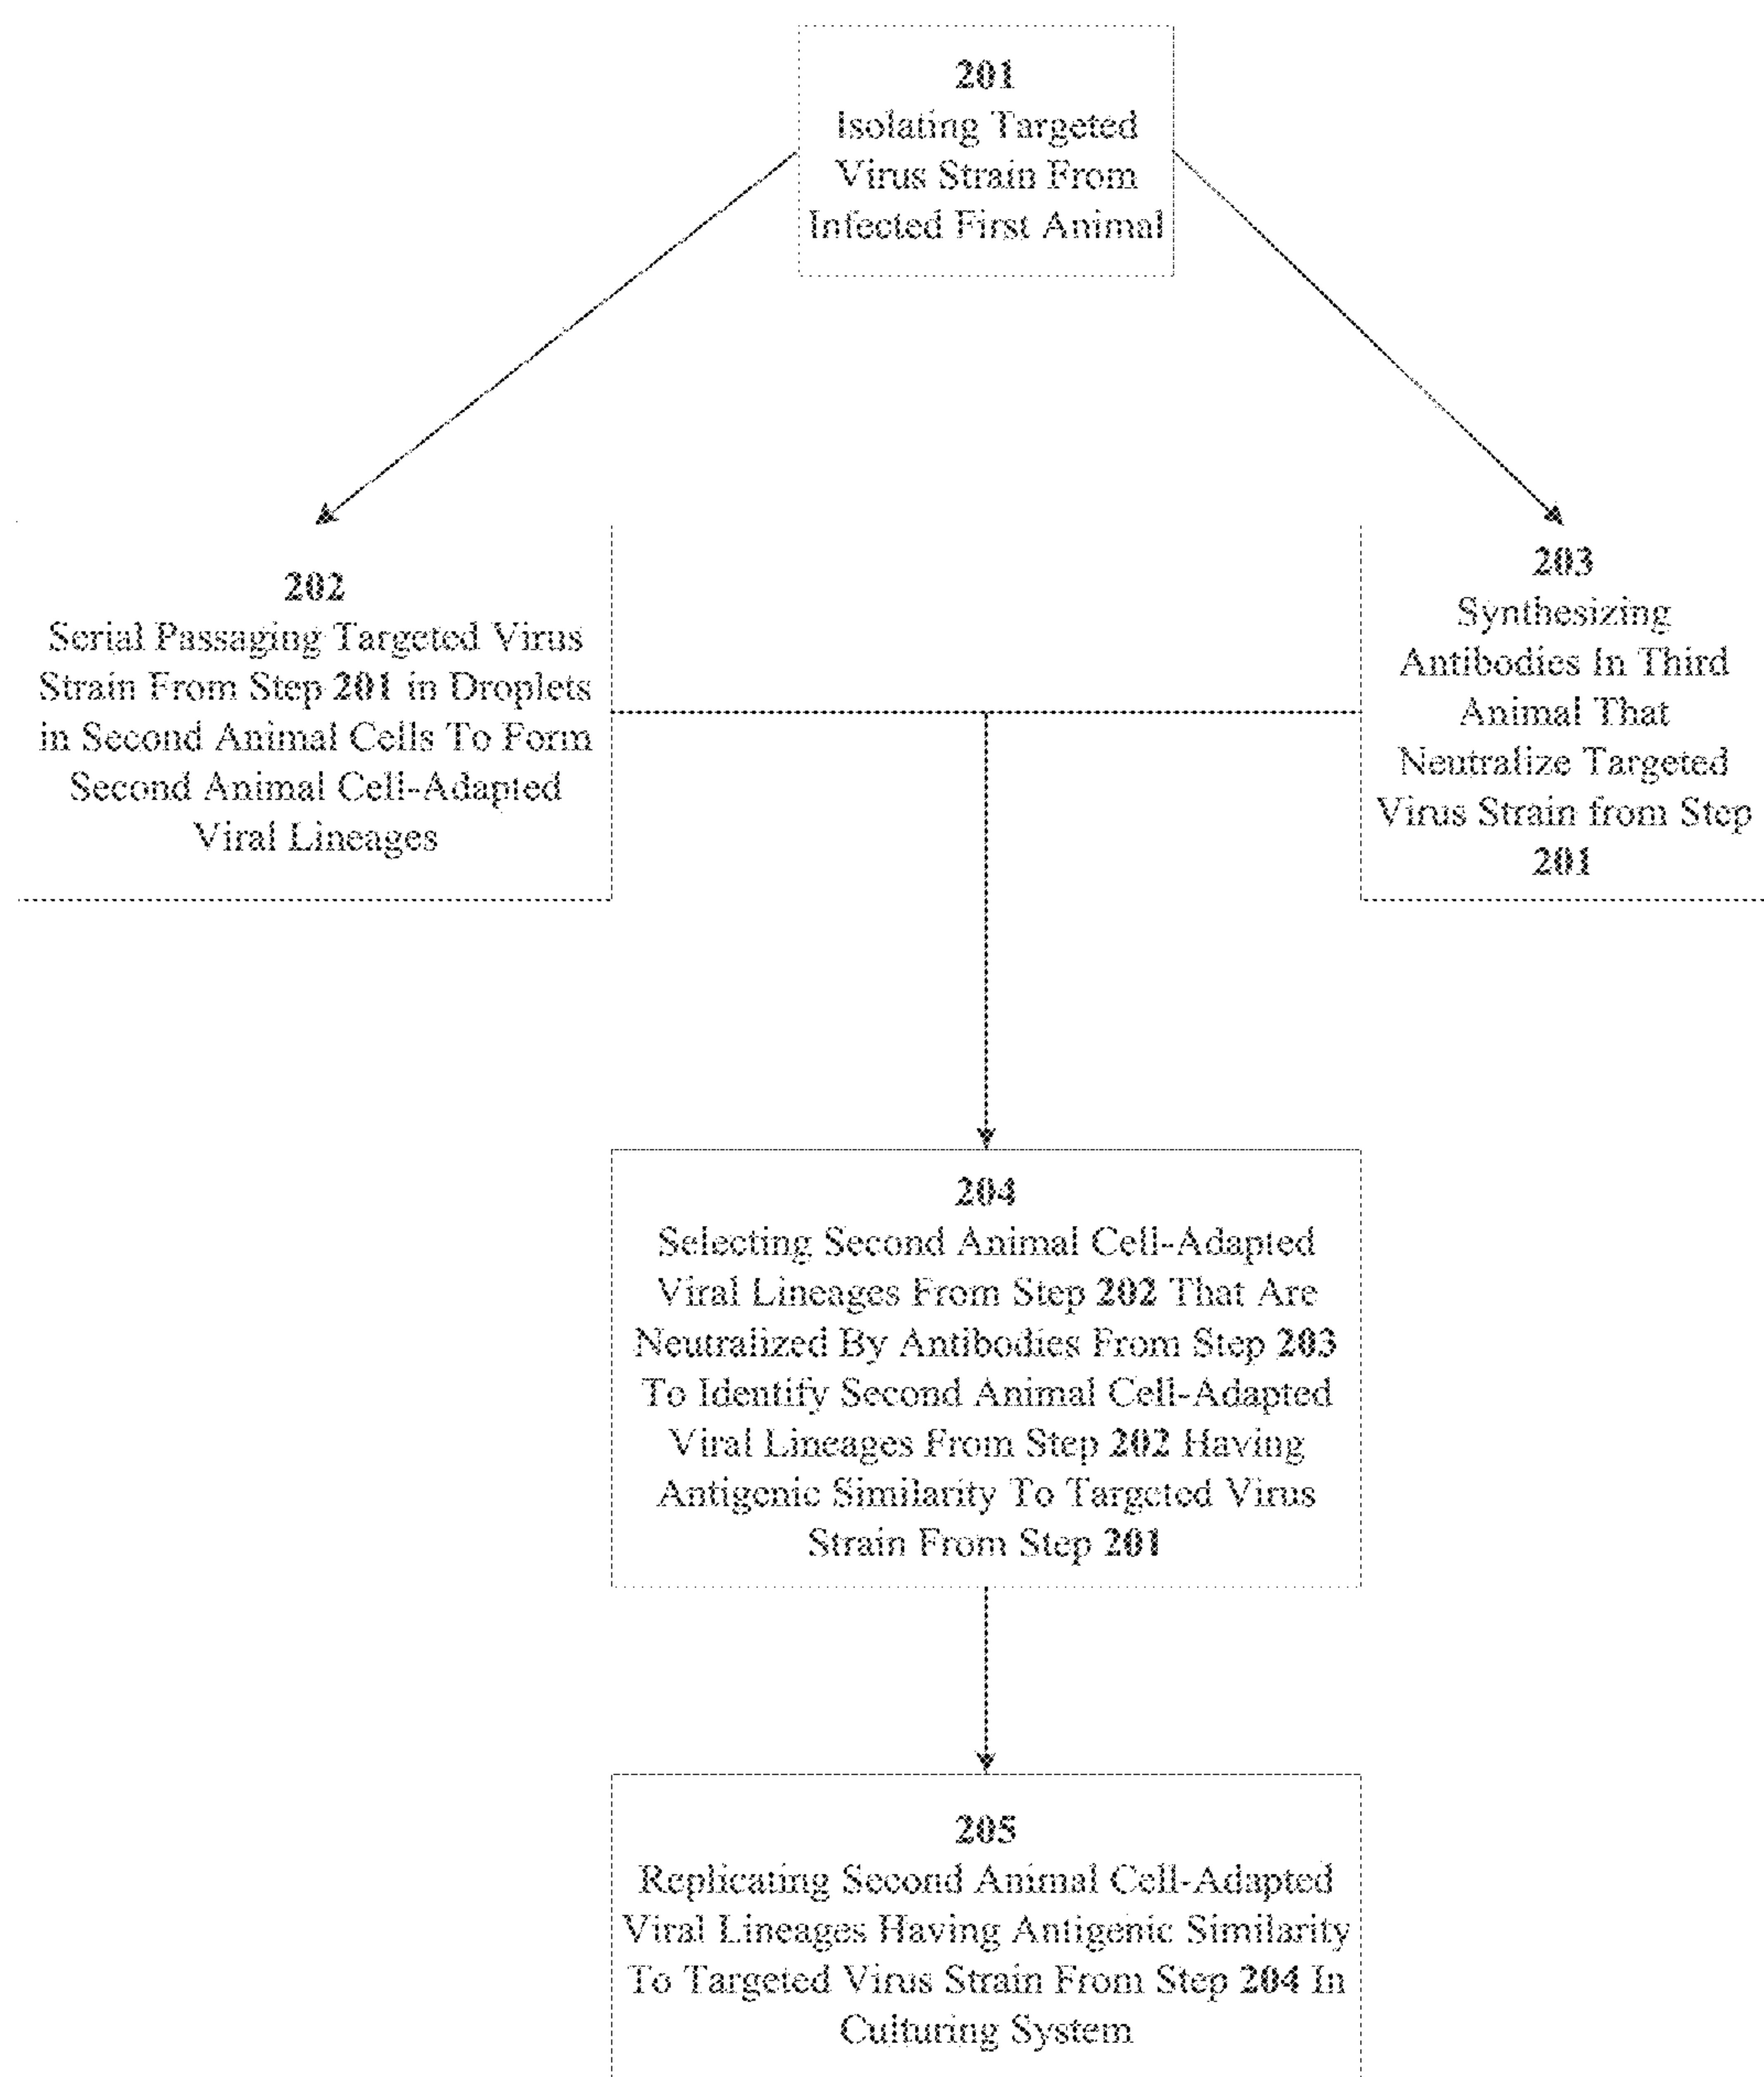 201
Isolating Targeted
Virus Strain From
Infected First Animal
202
Serial Passaging Targeted Virus
Strain From Step 201 in Droplets
in Second Animal Cells To Form
Second Animal Cell-Adapted
Viral Lineages
203
Synthesizing
Antibodies In Third
Animal That
Neutralize Targeted
Virus Strain from Step
201
204
Selecting Second Animal Cell-Adapted
Viral Lineages From Step 202 That Are
Neutralized By Antibodies From Step 203
To Identify Second Animal Cell-Adapted
Viral Lineages From Step 202 Having
Antigenic Similarity To Targeted Virus
Strain From Step 201
205
Replicating Second Animal Cell-Adapted
Viral Lineages Having Antigenic Similarity
To Targeted Virus Strain From Step 204 In
Culturing System